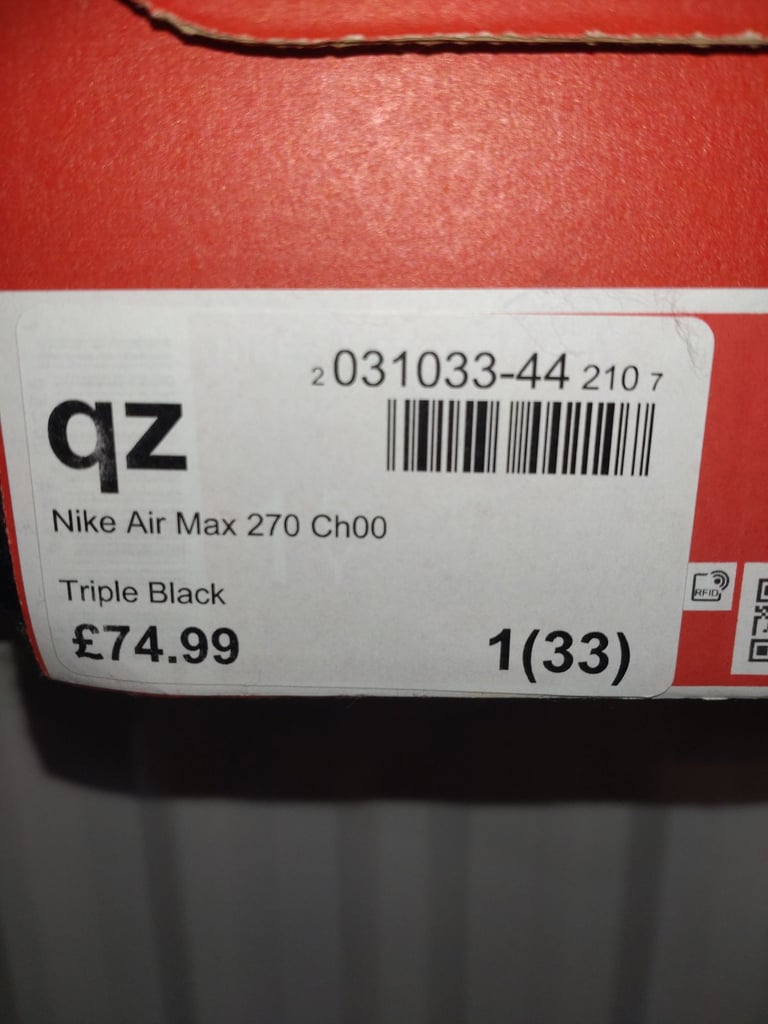 2 031033-44 210 7
qz
Nike Air Max 270 Ch00
Triple Black
£74.99 1(33)
RFID